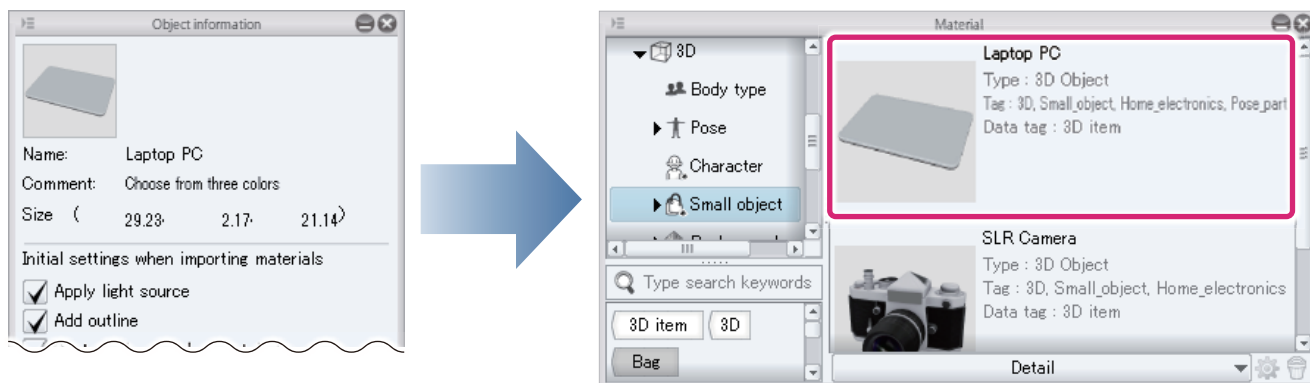 Object information
Name: Laptop PC
Comment: Choose from three colors
Size ( 29.23, 2.17, 21.14)
Initial settings when importing materials
Apply light source
Add outline
Material
3D
Body type
Pose
Character
Small object
Type search keywords
3D item
3D
Bag
Laptop PC
Type : 3D Object
Tag : 3D, Small_object, Home_electronics, Pose_part
Data tag : 3D item
SLR Camera
Type : 3D Object
Tag : 3D, Small_object, Home_electronics
Data tag : 3D item
Detail